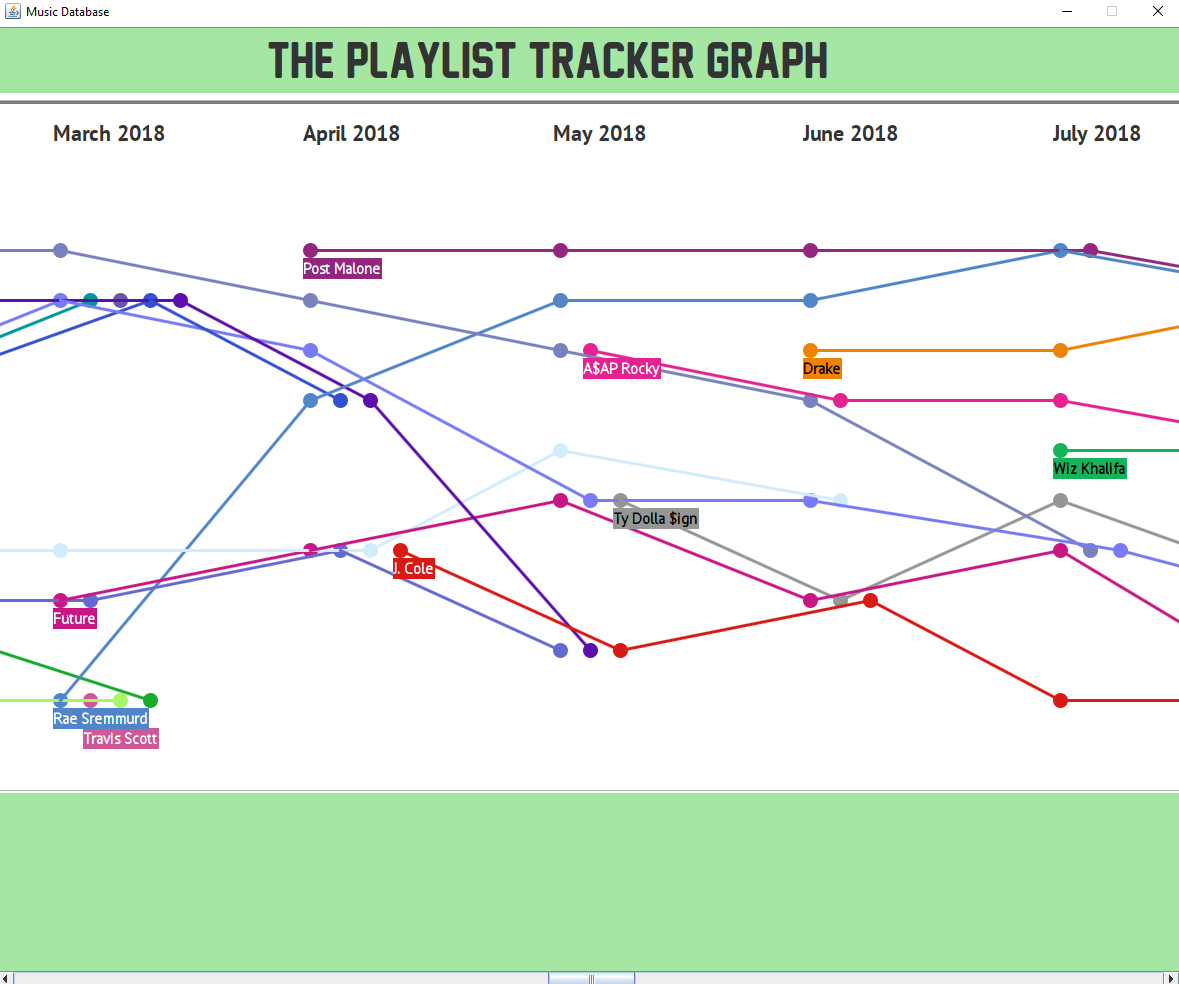 Music Database
THE PLAYLIST TRACKER GRAPH
March 2018 April 2018 May 2018 June 2018 July 2018
Post Malone
A$AP Rocky
Drake
Wiz Khalifa
Ty Dolla $ign
J. Cole
Future
Rae Sremmurd
Travis Scott